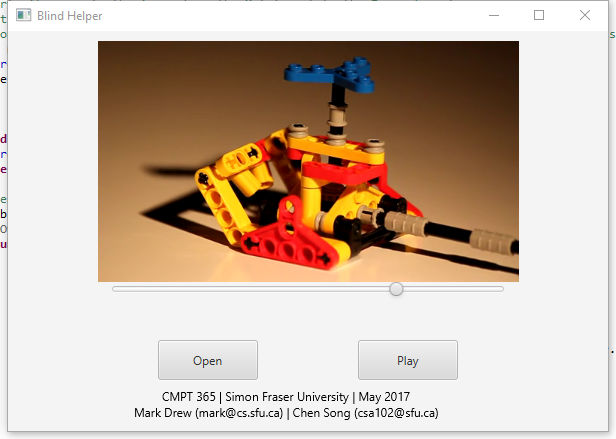 Blind Helper
Open
Play
CMPT 365 | Simon Fraser University | May 2017
Mark Drew (mark@cs.sfu.ca) | Chen Song (csa102@sfu.ca)